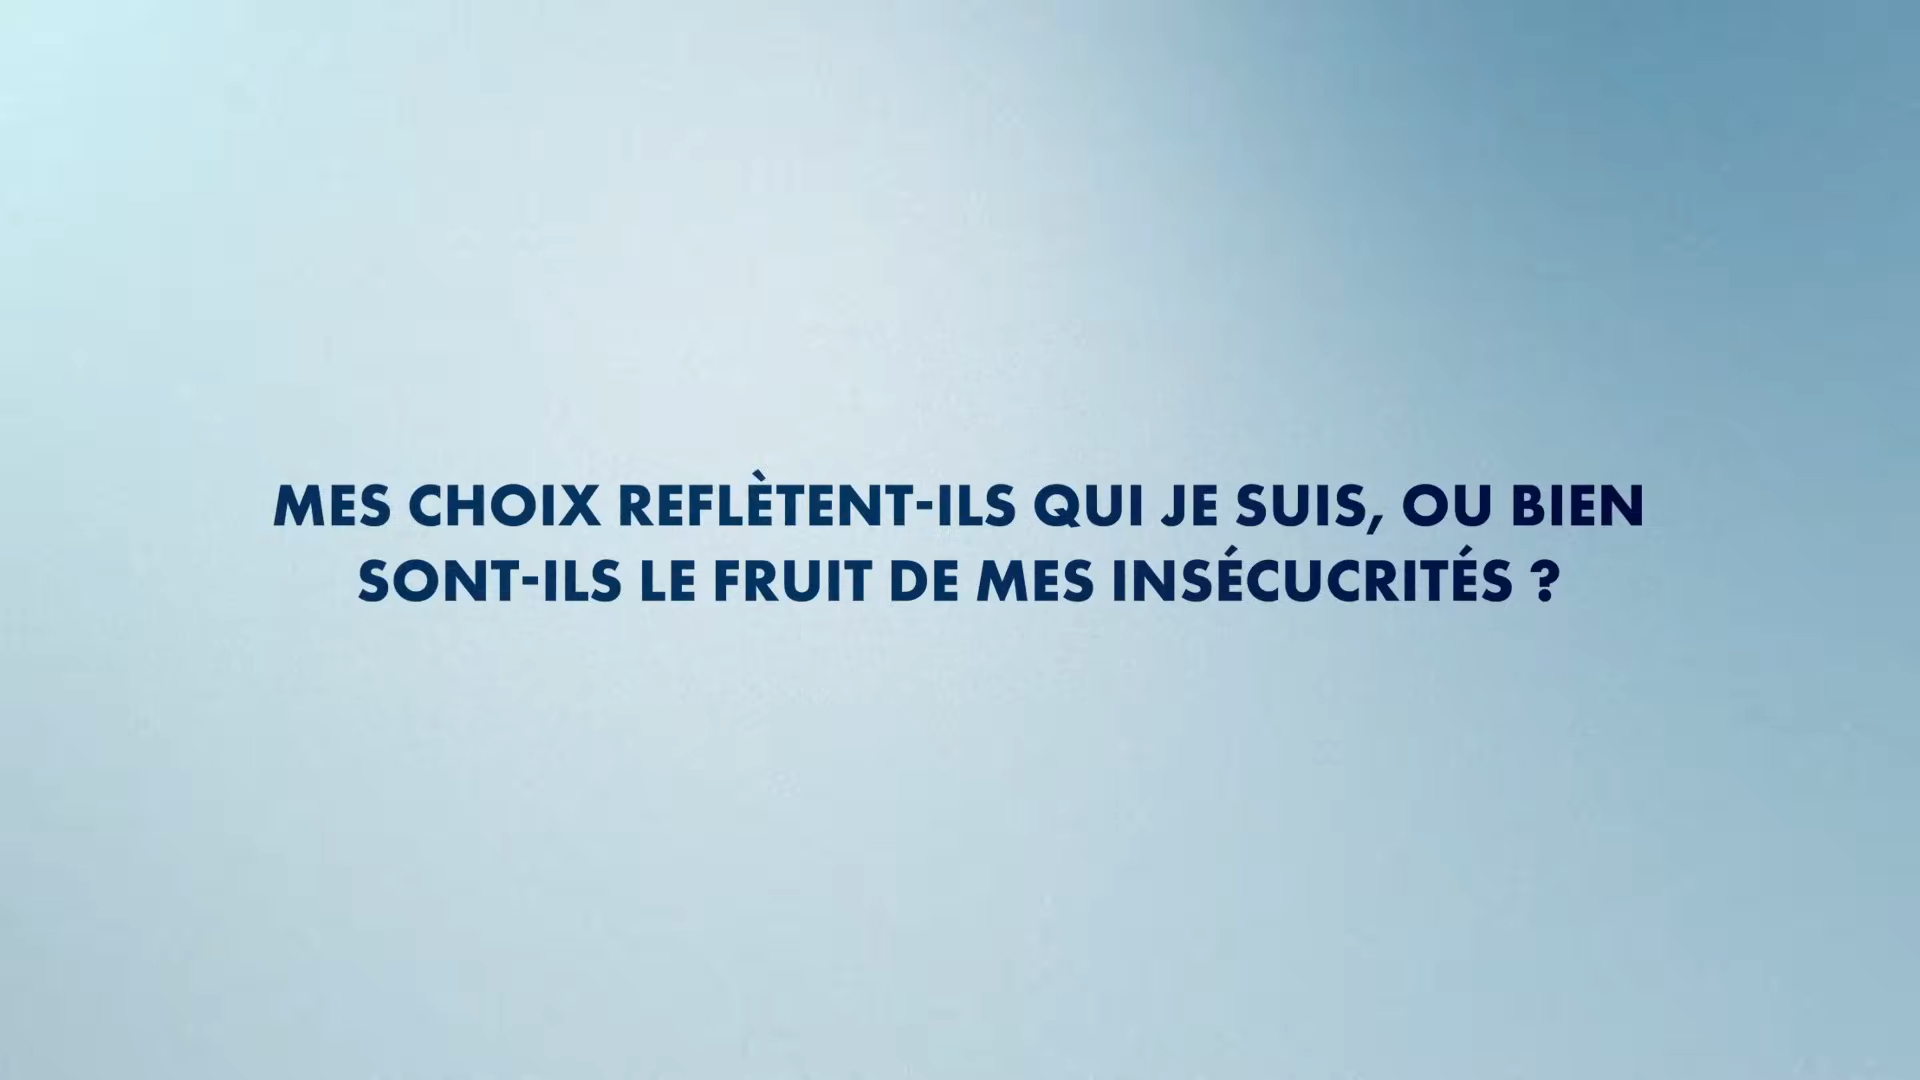 MES CHOIX REFLÈTENT-ILS QUI JE SUIS, OU BIEN
SONT-ILS LE FRUIT DE MES INSÉCUCRITÉS ?